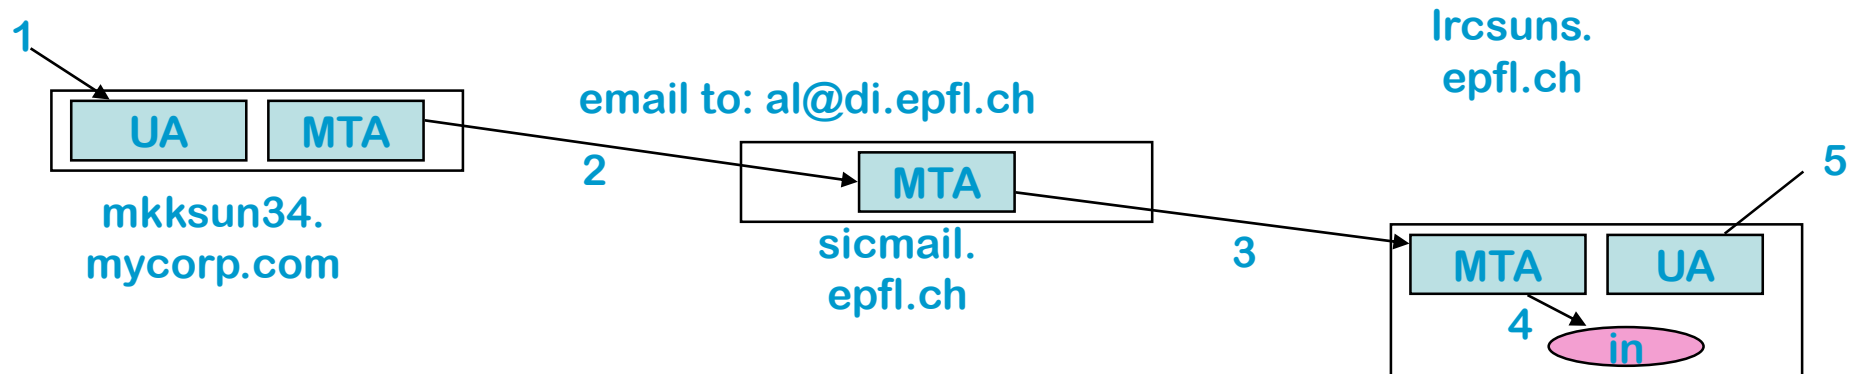 1
lrcsuns.
epfl.ch
email to: al@di.epfl.ch
UA
MTA
2
MTA
5
mkksun34.
mycorp.com
sicmail.
epfl.ch
3
MTA
UA
4
in